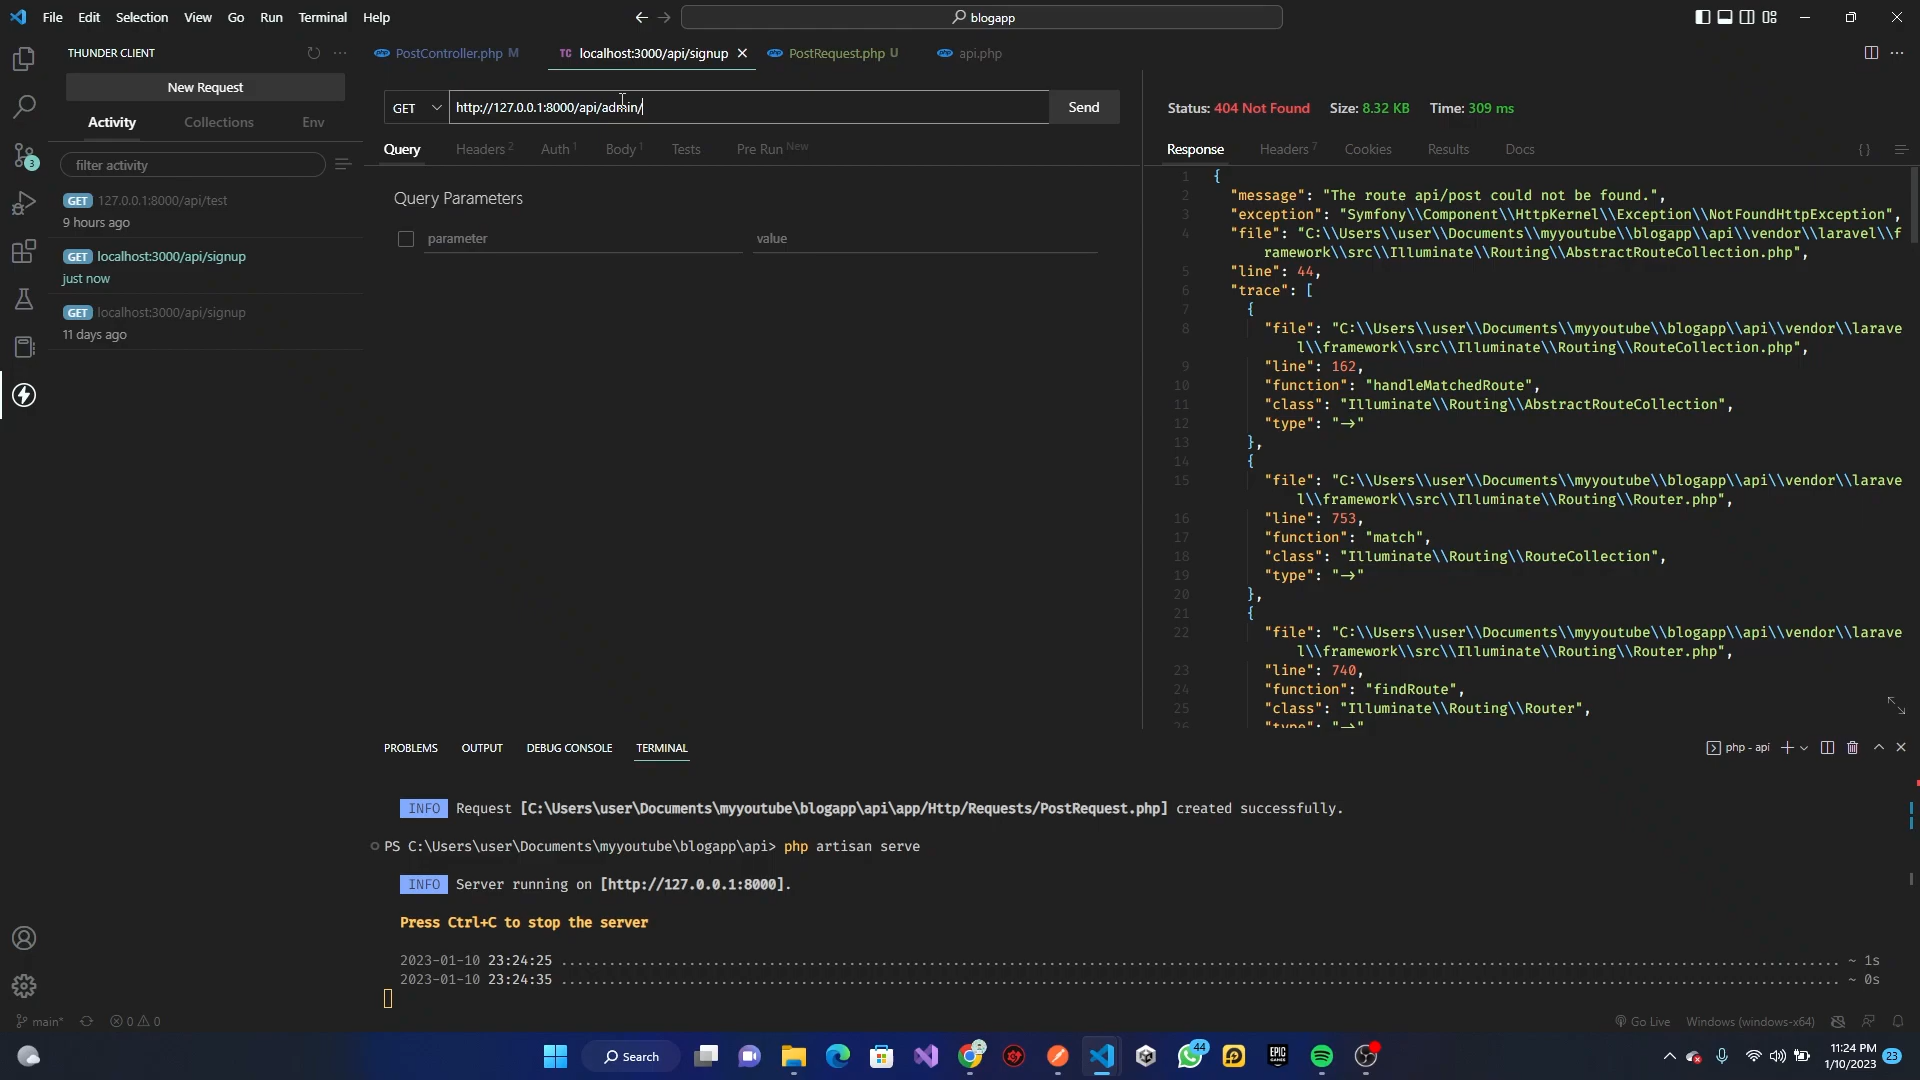 File Edit Selection View Go Run Terminal Help
blogapp
THUNDER CLIENT
PostController.php M
TC localhost:3000/api/signup
PostRequest.php U
api.php
New Request
Activity Collections Env
filter activity
GET 127.0.0.1:8000/api/test
9 hours ago
GET localhost:3000/api/signup
just now
GET localhost:3000/api/signup
11 days ago
GET
http://127.0.0.1:8000/api/admin/
Send
Query Headers 2 Auth 1 Body 1 Tests Pre Run New
Query Parameters
parameter value
Status: 404 Not Found Size: 8.32 KB Time: 309 ms
Response Headers 7 Cookies Results Docs { }
1 {
2 "message": "The route api/post could not be found.",
3 "exception": "Symfony\\Component\\HttpKernel\\Exception\\NotFoundHttpException",
4 "file": "C:\\Users\\user\\Documents\\myyoutube\\blogapp\\api\\vendor\\laravel\\f
ramework\\src\\Illuminate\\Routing\\AbstractRouteCollection.php",
5 "line": 44,
6 "trace": [
7 {
8 "file": "C:\\Users\\user\\Documents\\myyoutube\\blogapp\\api\\vendor\\larave
l\\framework\\src\\Illuminate\\Routing\\RouteCollection.php",
9 "line": 162,
10 "function": "handleMatchedRoute",
11 "class": "Illuminate\\Routing\\AbstractRouteCollection",
12 "type": "->"
13 },
14 {
15 "file": "C:\\Users\\user\\Documents\\myyoutube\\blogapp\\api\\vendor\\larave
l\\framework\\src\\Illuminate\\Routing\\Router.php",
16 "line": 753,
17 "function": "match",
18 "class": "Illuminate\\Routing\\RouteCollection",
19 "type": "->"
20 },
21 {
22 "file": "C:\\Users\\user\\Documents\\myyoutube\\blogapp\\api\\vendor\\larave
l\\framework\\src\\Illuminate\\Routing\\Router.php",
23 "line": 740,
24 "function": "findRoute",
25 "class": "Illuminate\\Routing\\Router",
26 "type": "->"
PROBLEMS OUTPUT DEBUG CONSOLE TERMINAL
php - api
INFO Request [C:\Users\user\Documents\myyoutube\blogapp\api\app/Http/Requests/PostRequest.php] created successfully.
PS C:\Users\user\Documents\myyoutube\blogapp\api> php artisan serve
INFO Server running on [http://127.0.0.1:8000].
Press Ctrl+C to stop the server
2023-01-10 23:24:25 ........ ~ 1s
2023-01-10 23:24:35 ........ ~ 0s
3
main* 0 0
Go Live Windows (windows-x64)
Search
44
EPIC GAMES
11:24 PM
1/10/2023
23